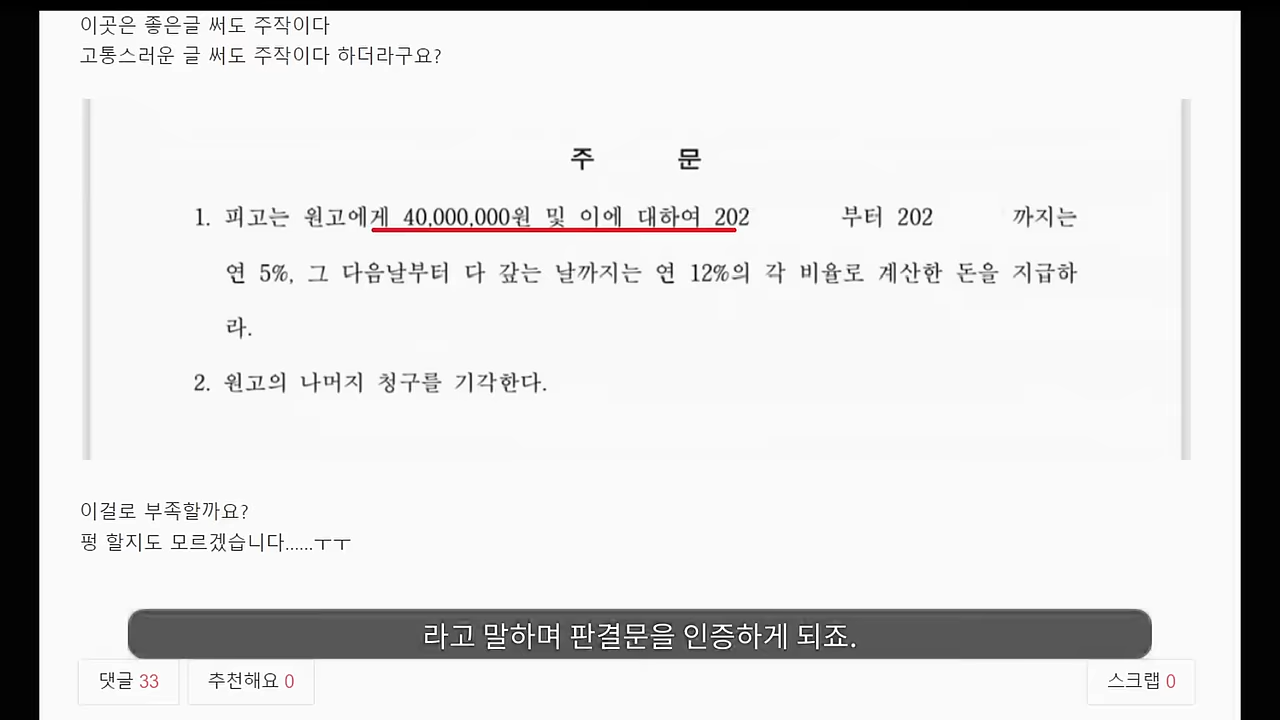 이곳은 좋은글 써도 주작이다
고통스러운 글 써도 주작이다 하더라구요?
주 문
1. 피고는 원고에게 40,000,000원 및 이에 대하여 202 부터 202 까지는
연 5%, 그 다음날부터 다 갚는 날까지는 연 12%의 각 비율로 계산한 돈을 지급하
라.
2. 원고의 나머지 청구를 기각한다.
이걸로 부족할까요?
펑 할지도 모르겠습니다......ㅜㅜ
라고 말하며 판결문을 인증하게 되죠.
댓글 33 추천해요 0 스크랩 0